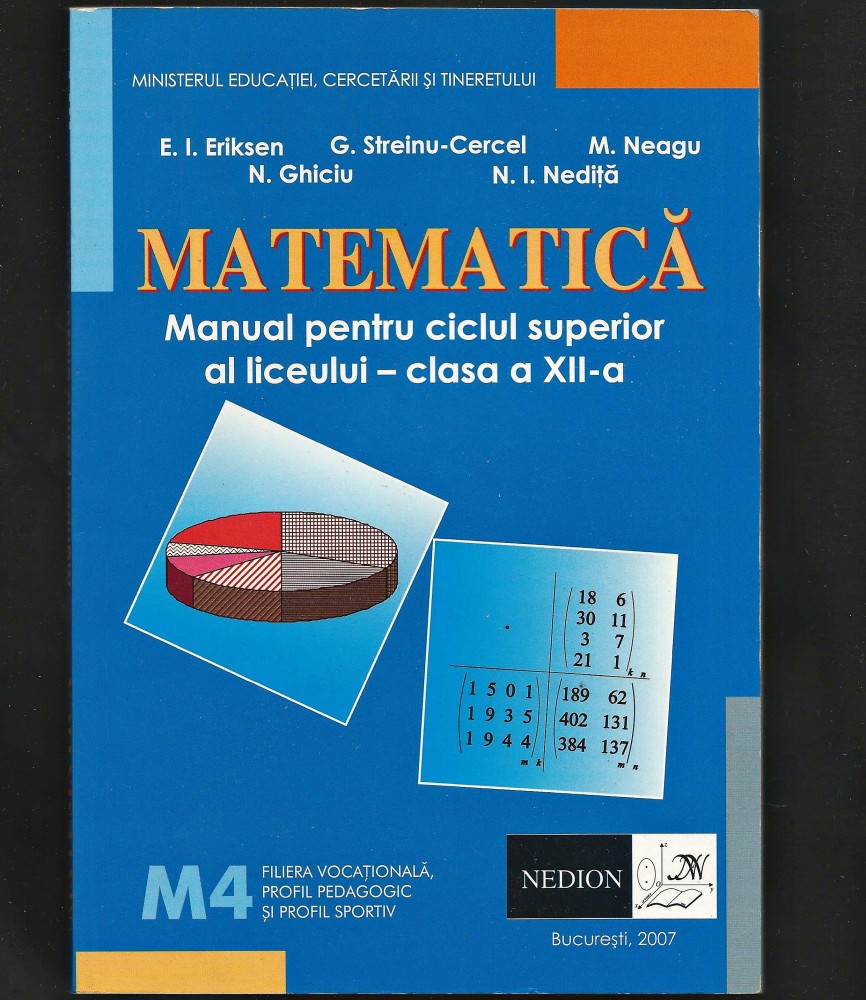 MINISTERUL EDUCAȚIEI, CERCETĂRII ȘI TINERETULUI
E. I. Eriksen G. Streinu-Cercel M. Neagu
N. Ghiciu N. I. Nediță
MATEMATICĂ
Manual pentru ciclul superior
al liceului – clasa a XII-a
18 6
30 11
3 7
21 1 k n
1 5 0 1 189 62
1 9 3 5 402 131
1 9 4 4 m k 384 137 m n
M4 FILIERA VOCAȚIONALĂ,
PROFIL PEDAGOGIC
ȘI PROFIL SPORTIV
NEDION
București, 2007